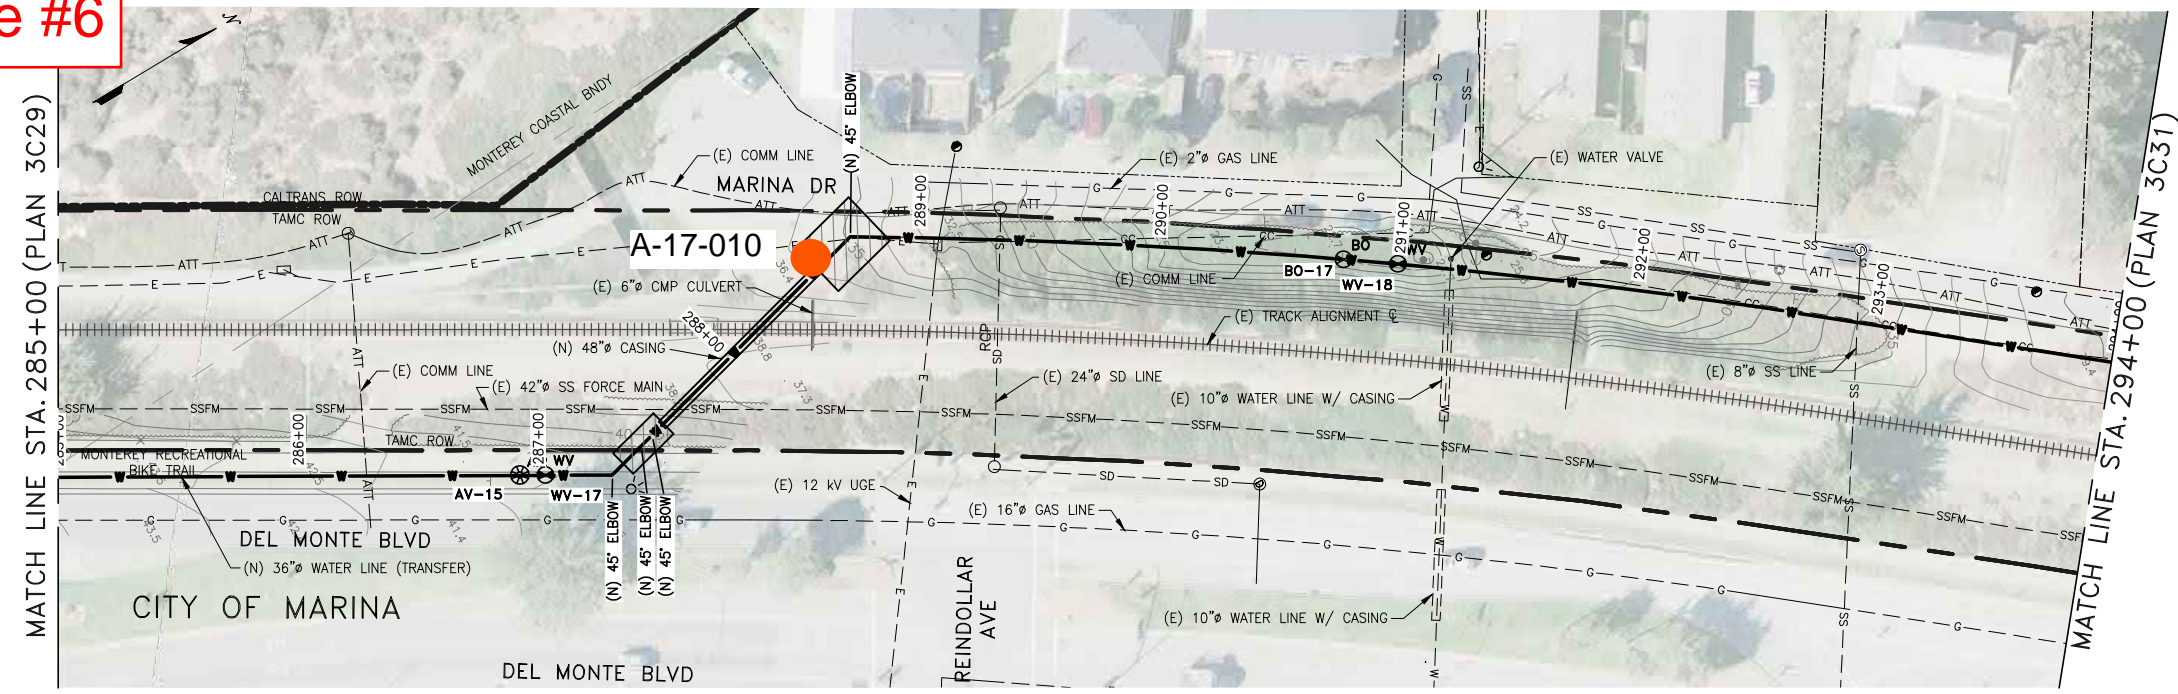 e #6
N
MATCH LINE STA. 285+00 (PLAN 3C29)
MONTEREY COASTAL BNDY
CALTRANS ROW
TAMC ROW
(E) COMM LINE
MARINA DR
(N) 45° ELBOW
A-17-010
(E) 6"ø CMP CULVERT
288+00
(N) 48"ø CASING
(E) COMM LINE
(E) 42"ø SS FORCE MAIN
286+00
287+00
TAMC ROW
MONTEREY RECREATIONAL
BIKE TRAIL
AV-15
WV
WV-17
(N) 45° ELBOW
(N) 45° ELBOW
(N) 45° ELBOW
DEL MONTE BLVD
(N) 36"ø WATER LINE (TRANSFER)
CITY OF MARINA
DEL MONTE BLVD
289+00
(E) 2"ø GAS LINE
290+00
(E) COMM LINE
BO
BO-17
291+00
WV
WV-18
(E) WATER VALVE
292+00
293+00
(E) TRACK ALIGNMENT ℄
RCP
SD
(E) 24"ø SD LINE
(E) 10"ø WATER LINE W/ CASING
(E) 8"ø SS LINE
(E) 12 kV UGE
(E) 16"ø GAS LINE
REINDOLLAR
AVE
(E) 10"ø WATER LINE W/ CASING
MATCH LINE STA. 294+00 (PLAN 3C31)